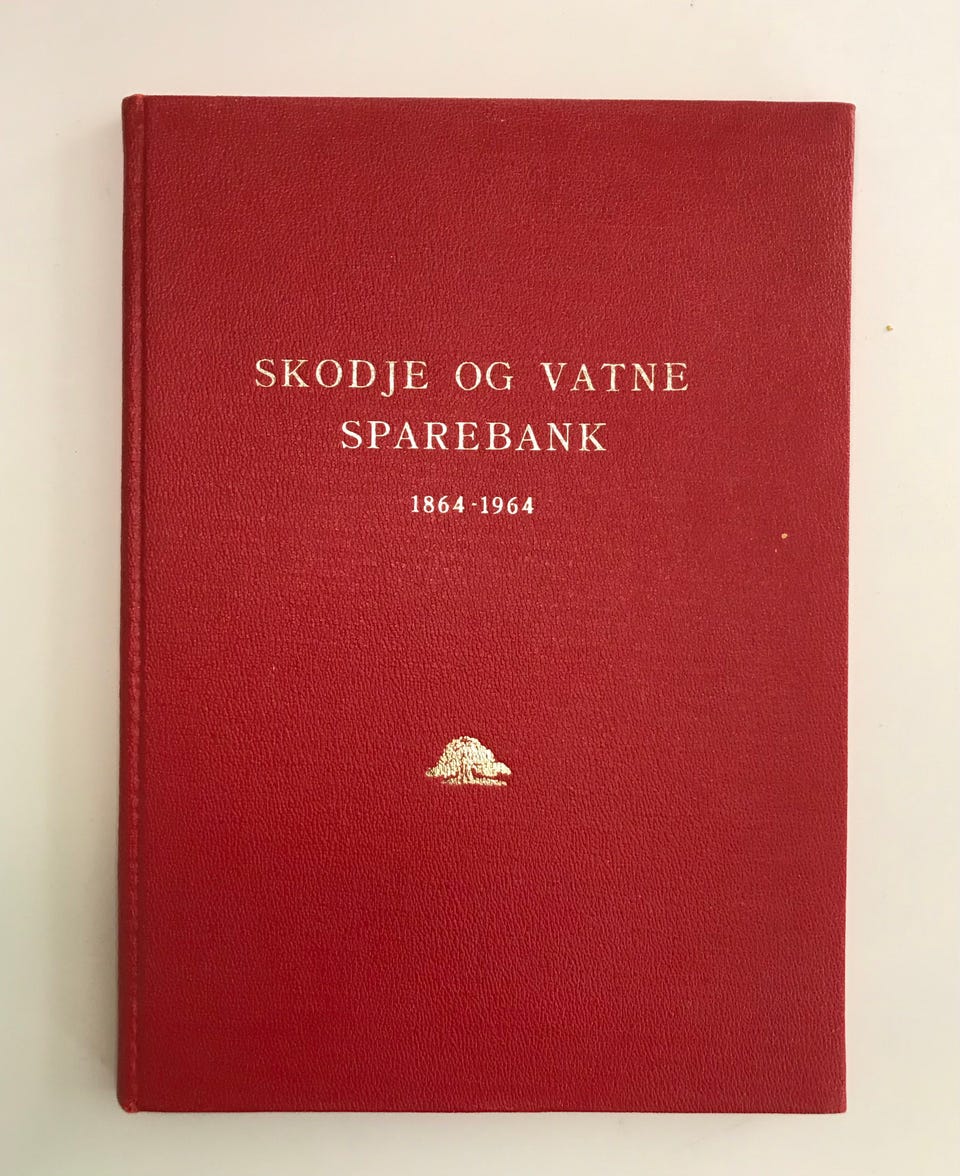 SKODJE OG VATNE
SPAREBANK
1864-1964